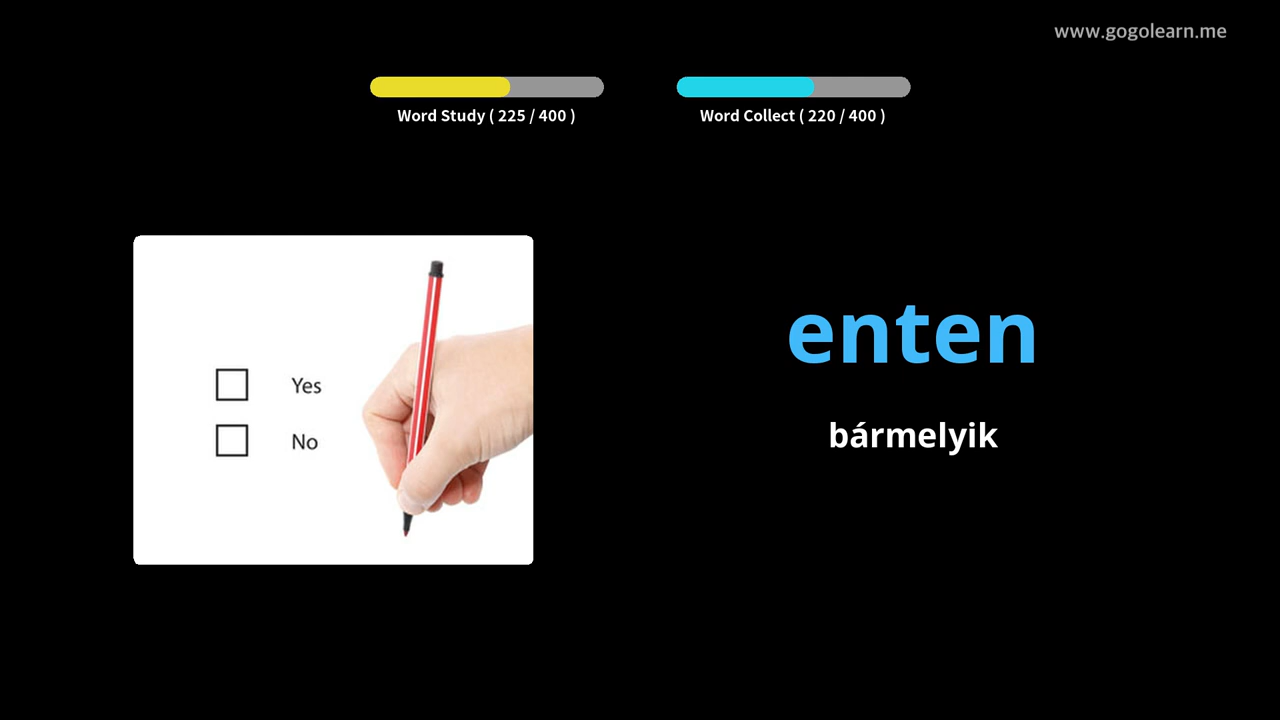 www.gogolearn.me
Word Study ( 225 / 400 )
Word Collect ( 220 / 400 )
Yes
No
enten
bármelyik